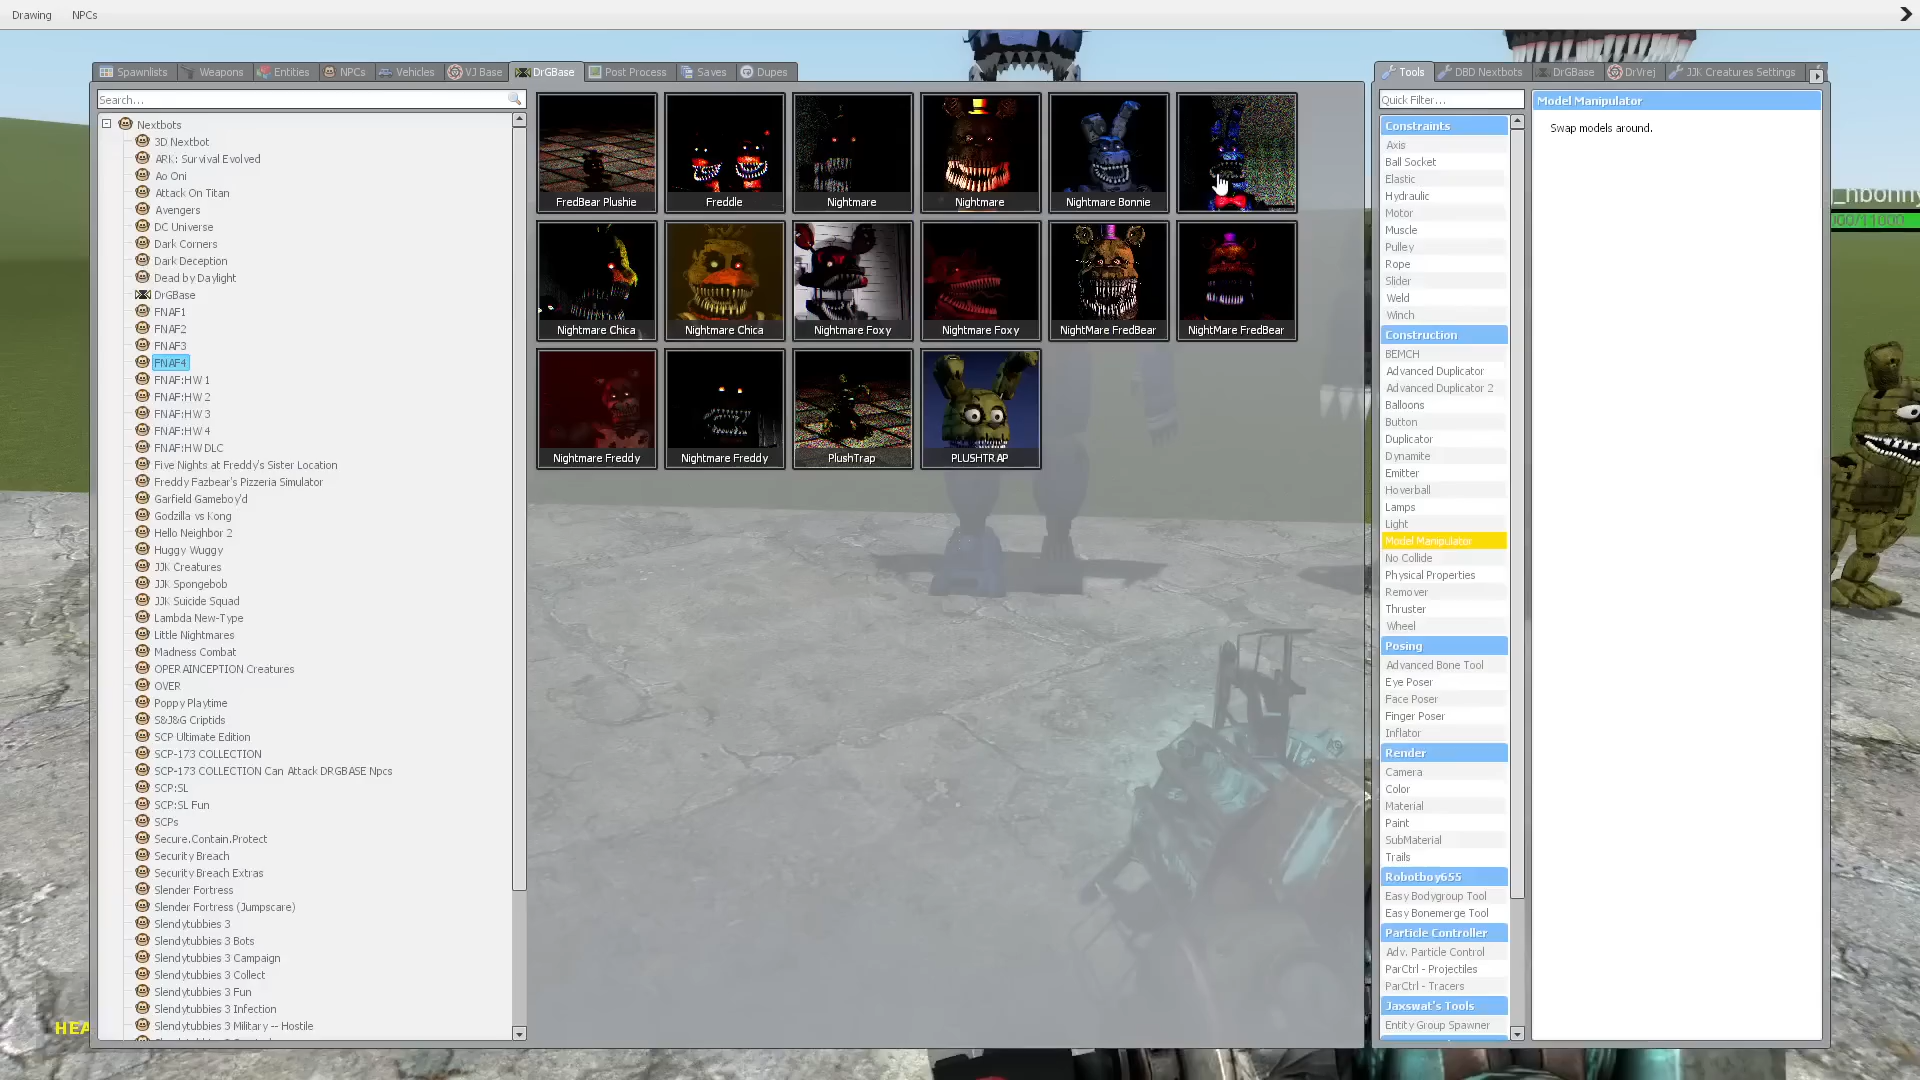 Drawing NPCs
Spawnlists Weapons Entities NPCs Vehicles VJ Base DrGBase Post Process Saves Dupes
Tools DBD Nextbots DrGBase DrVrej JJK Creatures Settings
Search...
Nextbots
3D Nextbot
ARK: Survival Evolved
Ao Oni
Attack On Titan
Avengers
DC Universe
Dark Corners
Dark Deception
Dead by Daylight
DrGBase
FNAF1
FNAF2
FNAF3
FNAF4
FNAF:HW 1
FNAF:HW 2
FNAF:HW 3
FNAF:HW 4
FNAF:HW DLC
Five Nights at Freddy's Sister Location
Freddy Fazbear's Pizzeria Simulator
Garfield Gameboy'd
Godzilla vs Kong
Hello Neighbor 2
Huggy Wuggy
JJK Creatures
JJK Spongebob
JJK Suicide Squad
Lambda New-Type
Little Nightmares
Madness Combat
OPERAINCEPTION Creatures
OVER
Poppy Playtime
S&J&G Criptids
SCP Ultimate Edition
SCP-173 COLLECTION
SCP-173 COLLECTION Can Attack DRGBASE Npcs
SCP:SL
SCP:SL Fun
SCPs
Secure.Contain.Protect
Security Breach
Security Breach Extras
Slender Fortress
Slender Fortress (Jumpscare)
Slendytubbies 3
Slendytubbies 3 Bots
Slendytubbies 3 Campaign
Slendytubbies 3 Collect
Slendytubbies 3 Fun
Slendytubbies 3 Infection
Slendytubbies 3 Military -- Hostile
FredBear Plushie Freddle Nightmare Nightmare Nightmare Bonnie
Nightmare Chica Nightmare Chica Nightmare Foxy Nightmare Foxy NightMare FredBear NightMare FredBear
Nightmare Freddy Nightmare Freddy PlushTrap PLUSHTRAP
Quick Filter...
Constraints
Axis
Ball Socket
Elastic
Hydraulic
Motor
Muscle
Pulley
Rope
Slider
Weld
Winch
Construction
BEMCH
Advanced Duplicator
Advanced Duplicator 2
Balloons
Button
Duplicator
Dynamite
Emitter
Hoverball
Lamps
Light
Model Manipulator
No Collide
Physical Properties
Remover
Thruster
Wheel
Posing
Advanced Bone Tool
Eye Poser
Face Poser
Finger Poser
Inflator
Render
Camera
Color
Material
Paint
SubMaterial
Trails
Robotboy655
Easy Bodygroup Tool
Easy Bonemerge Tool
Particle Controller
Adv. Particle Control
ParCtrl - Projectiles
ParCtrl - Tracers
Jaxswat's Tools
Entity Group Spawner
Model Manipulator
Swap models around.
_nbonny
000/11000
HEA